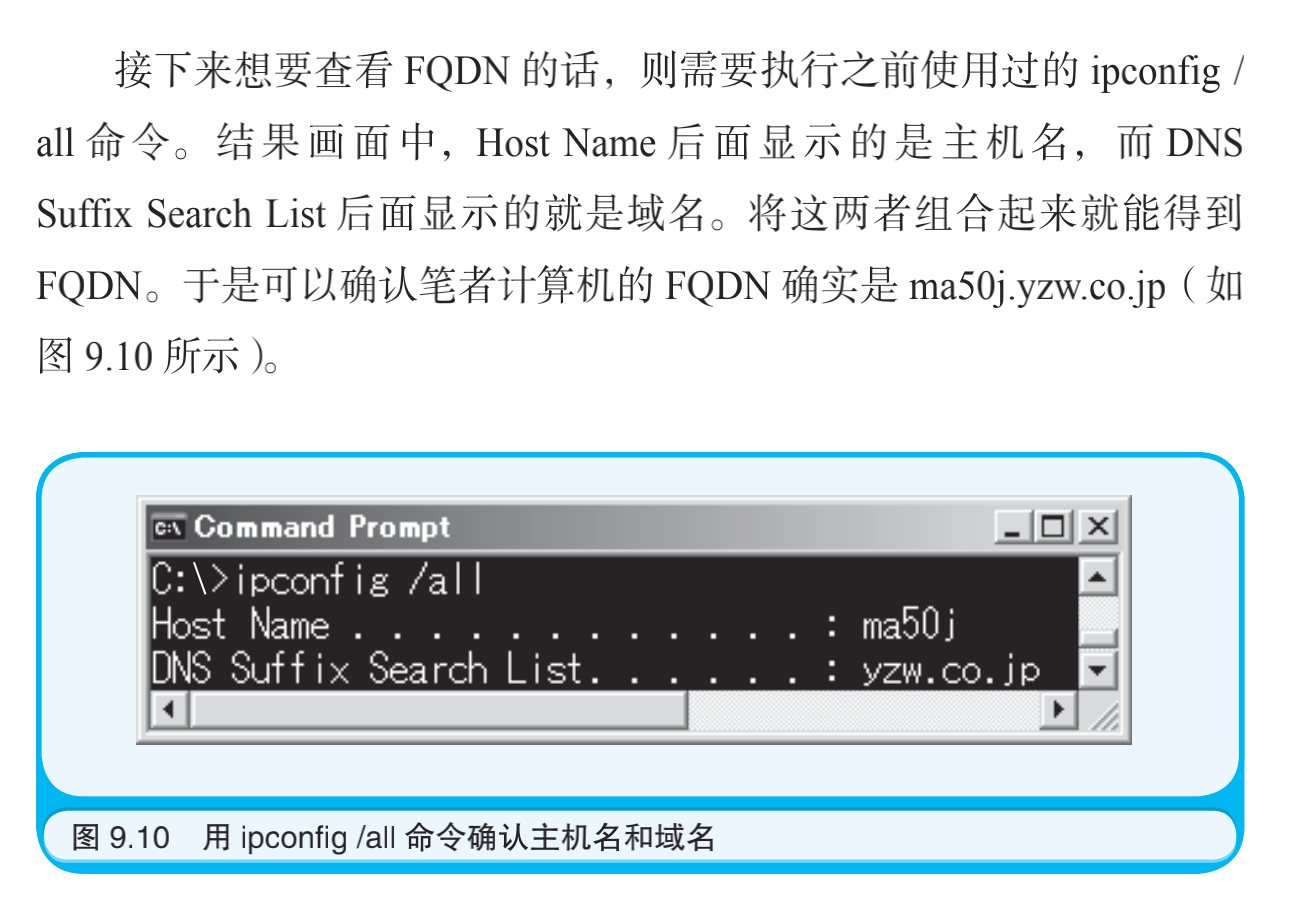 接下来想要查看 FQDN 的话，则需要执行之前使用过的 ipconfig /
all 命令。结果画面中，Host Name 后面显示的是主机名，而 DNS
Suffix Search List 后面显示的就是域名。将这两者组合起来就能得到
FQDN。于是可以确认笔者计算机的 FQDN 确实是 ma50j.yzw.co.jp（如
图 9.10 所示）。
C:\ Command Prompt
C:\>ipconfig /all
Host Name . . . . . . . . . . . . : ma50j
DNS Suffix Search List. . . . . . : yzw.co.jp
图 9.10 用 ipconfig /all 命令确认主机名和域名